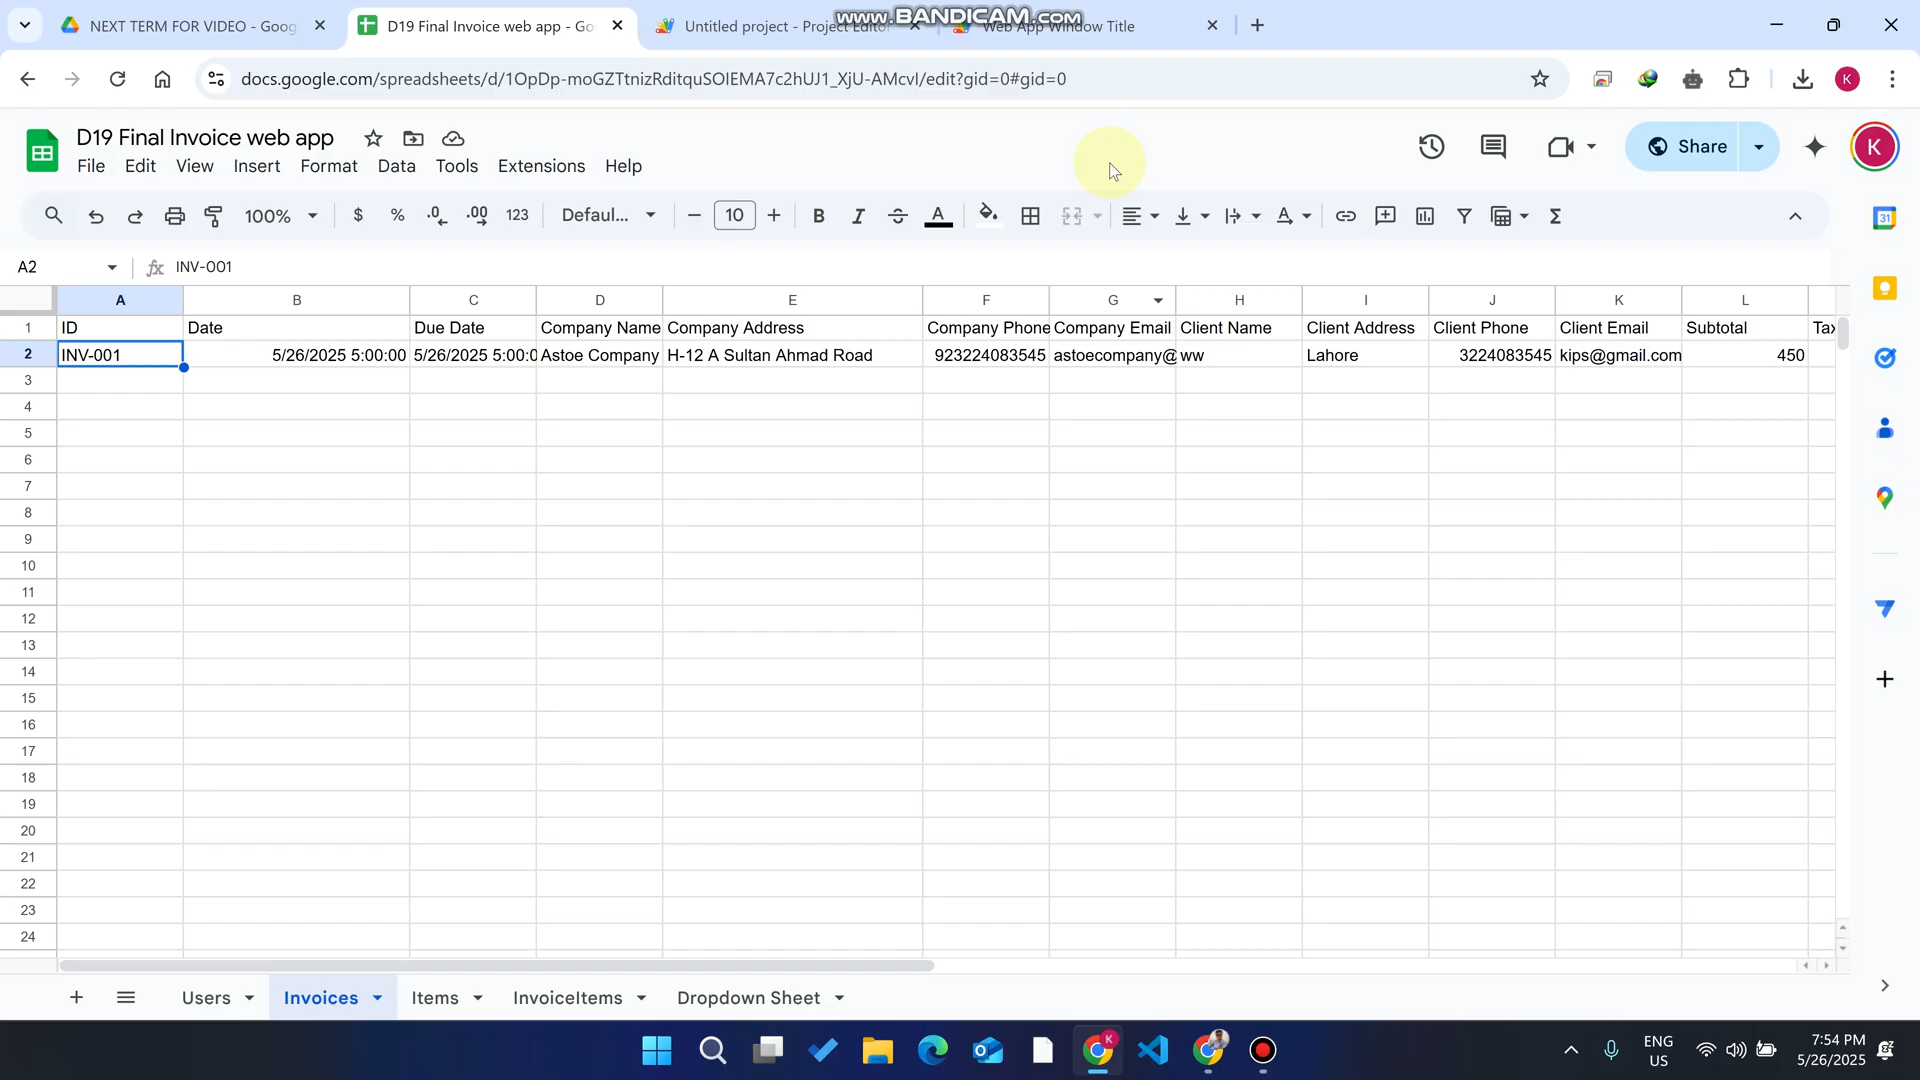 www.BANDICAM.com
NEXT TERM FOR VIDEO - Goog
D19 Final Invoice web app - Go
Untitled project - Project Editor
Web App Window Title
docs.google.com/spreadsheets/d/1OpDp-moGZTtnizRditquSOIEMA7c2hUJ1_XjU-AMcvI/edit?gid=0#gid=0
K
D19 Final Invoice web app
Share
K
File Edit View Insert Format Data Tools Extensions Help
100% $ % .0 .00 123 Defaul... 10 B I A
31
A2 fx INV-001
A B C D E F G H I J K L
1 ID Date Due Date Company Name Company Address Company Phone Company Email Client Name Client Address Client Phone Client Email Subtotal Tax
2 INV-001 5/26/2025 5:00:00 5/26/2025 5:00:0 Astoe Company H-12 A Sultan Ahmad Road 923224083545 astoecompany@ ww Lahore 3224083545 kips@gmail.com 450
3
4
5
6
7
8
9
10
11
12
13
14
15
16
17
18
19
20
21
22
23
24
Users Invoices Items InvoiceItems Dropdown Sheet
K
ENG
US
7:54 PM
5/26/2025